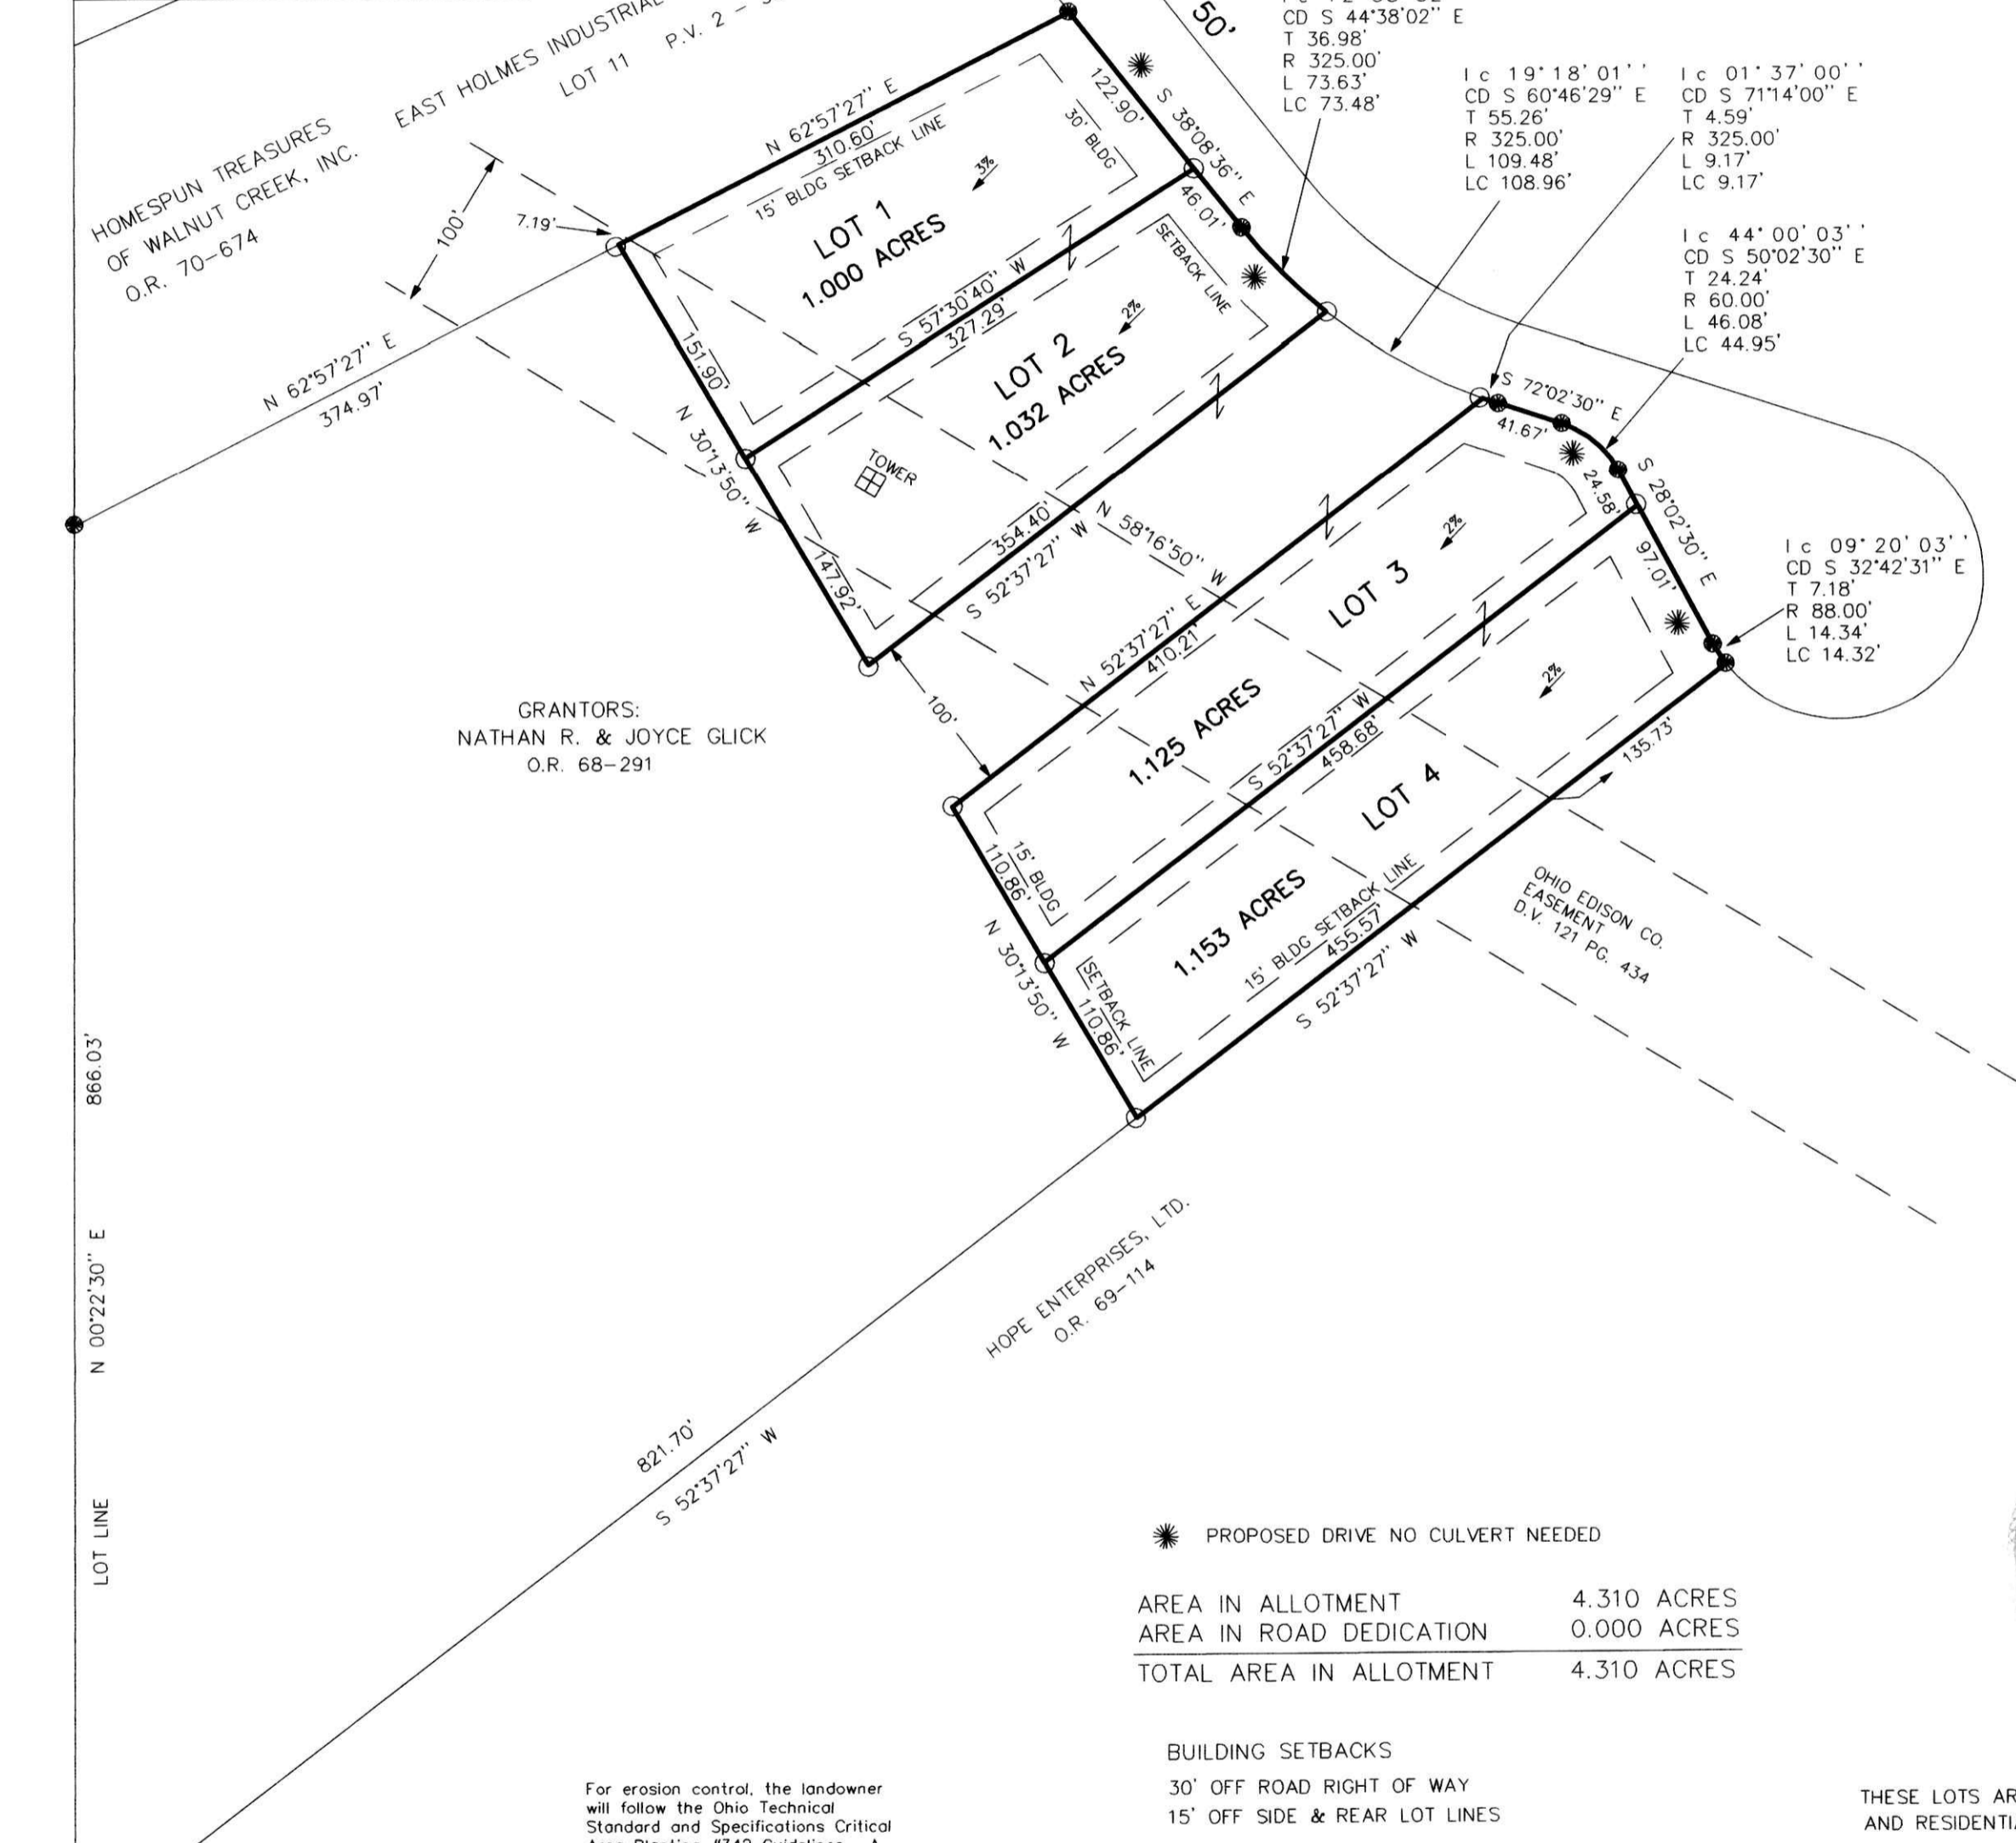 EAST HOLMES INDUSTRIAL
LOT 11 P.V. 2 -
HOMESPUN TREASURES
OF WALNUT CREEK, INC.
O.R. 70-674
100'
7.19'
N 62°57'27" E
374.97'
N 62°57'27" E
310.60'
15' BLDG SETBACK LINE
30' BLDG
3%
LOT 1
1.000 ACRES
122.90'
S 38°08'36" E
46.01'
50'
CD S 44°38'02" E
T 36.98'
R 325.00'
L 73.63'
LC 73.48'
Ic 19°18'01''
CD S 60°46'29" E
T 55.26'
R 325.00'
L 109.48'
LC 108.96'
Ic 01°37'00''
CD S 71°14'00" E
T 4.59'
R 325.00'
L 9.17'
LC 9.17'
Ic 44°00'03''
CD S 50°02'30" E
T 24.24'
R 60.00'
L 46.08'
LC 44.95'
S 57°30'40" W
327.29'
151.90'
N 30°13'50" W
147.92'
SETBACK LINE
2%
LOT 2
1.032 ACRES
TOWER
354.40'
S 52°37'27" W
N 58°16'50" W
S 72°02'30" E
41.67'
24.58'
S 28°02'30" E
97.01'
Ic 09°20'03''
CD S 32°42'31" E
T 7.18'
R 88.00'
L 14.34'
LC 14.32'
2%
LOT 3
1.125 ACRES
N 52°37'27" E
410.21'
100'
GRANTORS:
NATHAN R. & JOYCE GLICK
O.R. 68-291
S 52°37'27" W
458.68'
15' BLDG
110.86'
N 30°13'50" W
SETBACK LINE
110.86'
2%
LOT 4
1.153 ACRES
135.73'
15' BLDG SETBACK LINE
455.57'
S 52°37'27" W
OHIO EDISON CO.
EASEMENT
D.V. 121 PG. 434
866.03'
N 00°22'30" E
LOT LINE
HOPE ENTERPRISES, LTD.
O.R. 69-114
821.70'
S 52°37'27" W
PROPOSED DRIVE NO CULVERT NEEDED
AREA IN ALLOTMENT 4.310 ACRES
AREA IN ROAD DEDICATION 0.000 ACRES
TOTAL AREA IN ALLOTMENT 4.310 ACRES
BUILDING SETBACKS
30' OFF ROAD RIGHT OF WAY
15' OFF SIDE & REAR LOT LINES
For erosion control, the landowner
will follow the Ohio Technical
Standard and Specifications Critical
THESE LOTS AR
AND RESIDENTI